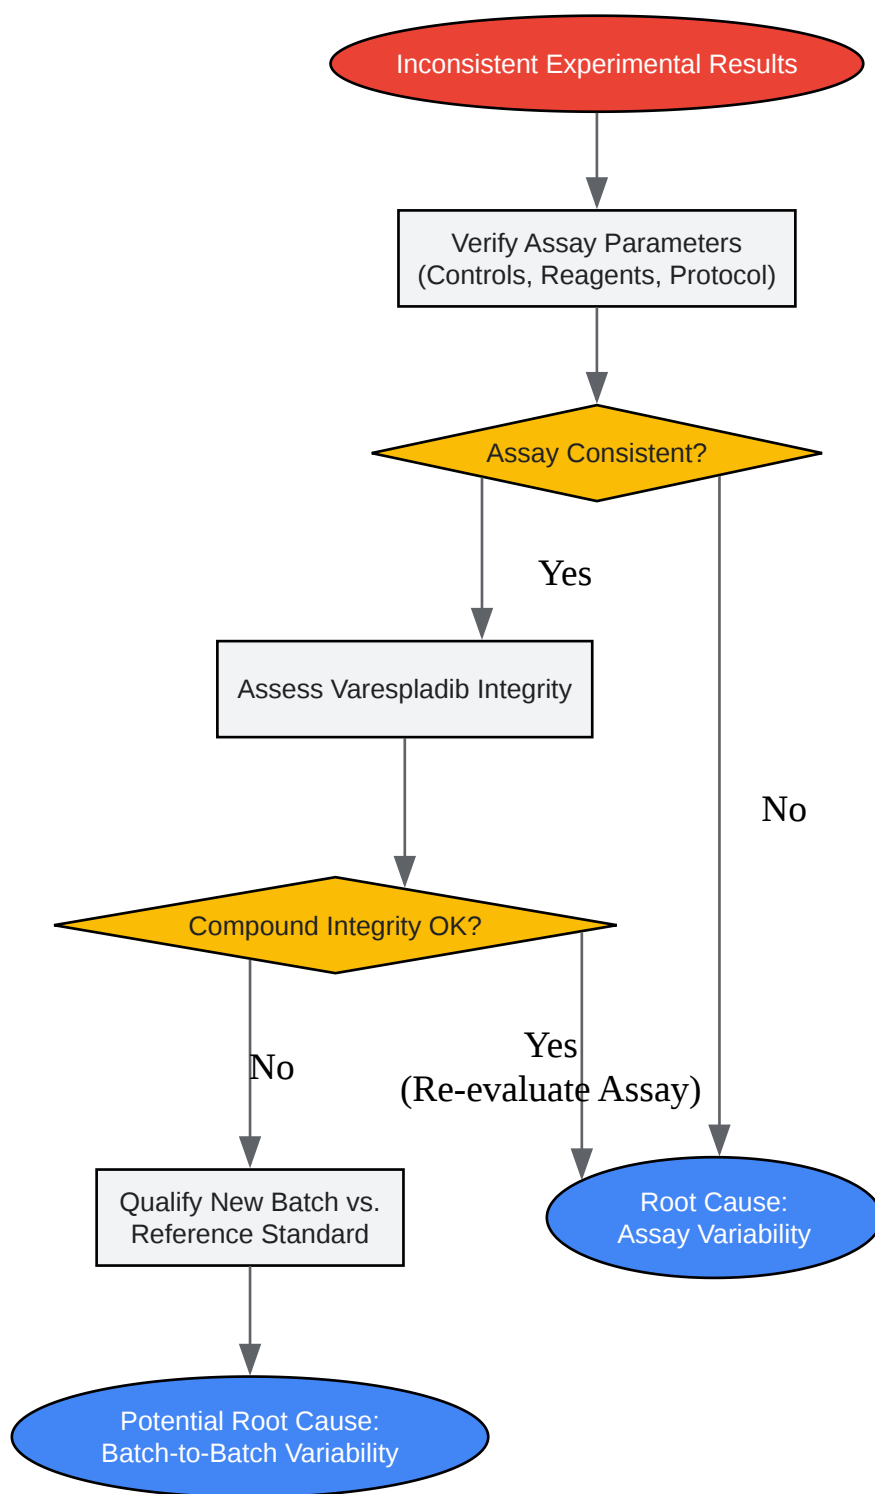 Inconsistent Experimental Results
Verify Assay Parameters
(Controls, Reagents, Protocol)
Assay Consistent?
Yes
Assess Varespladib Integrity
No
Compound Integrity OK?
No
Yes
(Re-evaluate Assay)
Qualify New Batch vs.
Reference Standard
Root Cause:
Assay Variability
Potential Root Cause:
Batch-to-Batch Variability